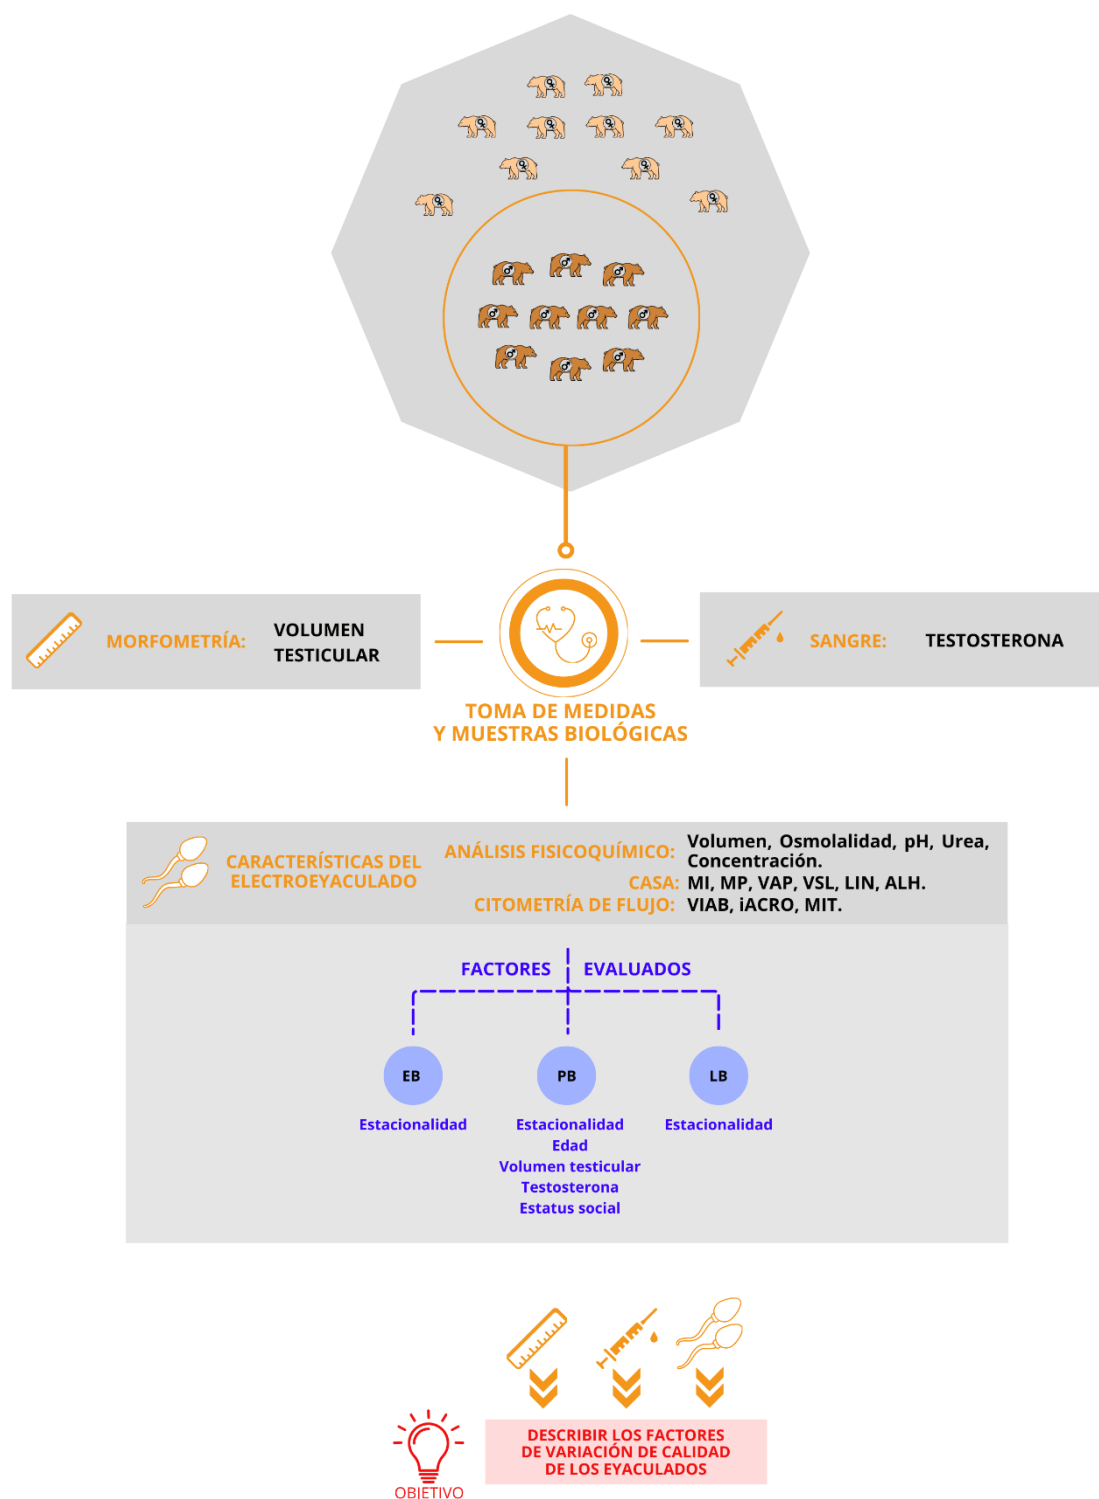 MORFOMETRÍA:
VOLUMEN
TESTICULAR
SANGRE:
TESTOSTERONA
TOMA DE MEDIDAS
Y MUESTRAS BIOLÓGICAS
CARACTERÍSTICAS DEL
ELECTROEYACULADO
ANÁLISIS FISICOQUÍMICO:
Volumen, Osmolalidad, pH, Urea,
Concentración.
CASA: MI, MP, VAP, VSL, LIN, ALH.
CITOMETRÍA DE FLUJO: VIAB, iACRO, MIT.
FACTORES EVALUADOS
EB
PB
LB
Estacionalidad
Estacionalidad
Edad
Volumen testicular
Testosterona
Estatus social
Estacionalidad
DESCRIBIR LOS FACTORES
DE VARIACIÓN DE CALIDAD
DE LOS EYACULADOS
OBJETIVO